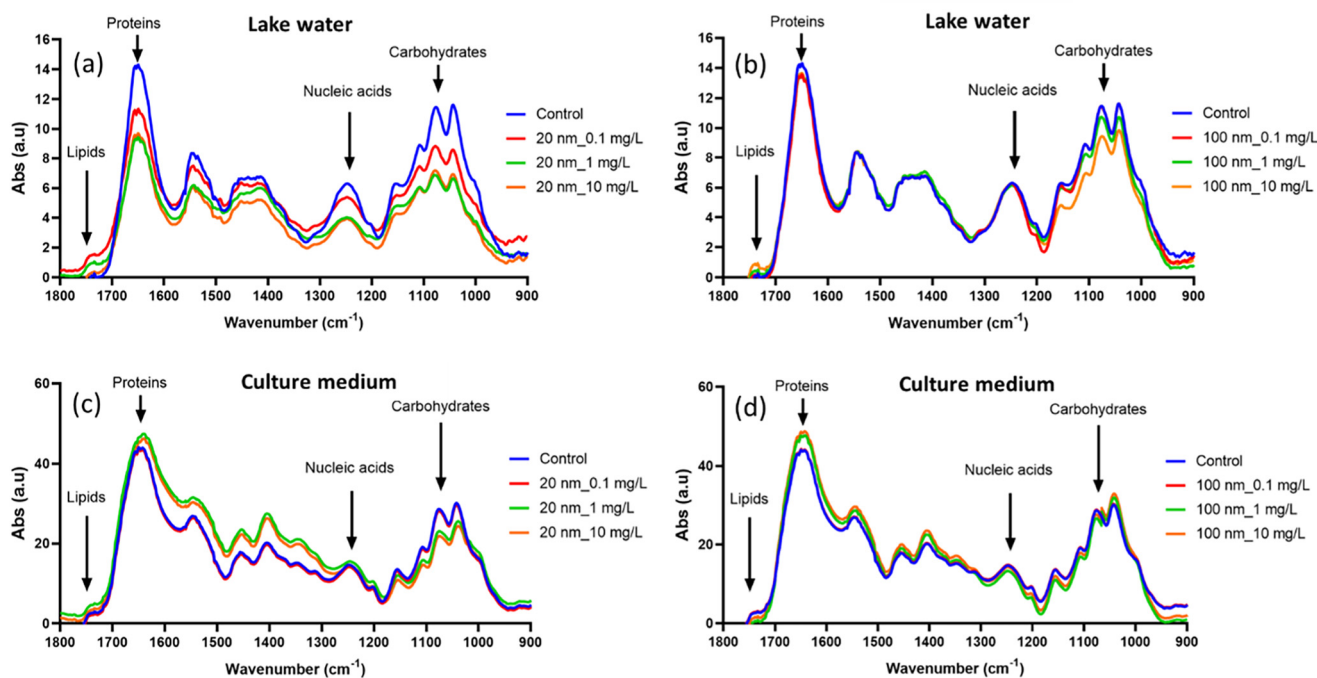 Lake water
(a)
Proteins
Carbohydrates
Nucleic acids
Lipids
Control
20 nm_0.1 mg/L
20 nm_1 mg/L
20 nm_10 mg/L
Abs (a.u)
16
14
12
10
8
6
4
2
0
1800 1700 1600 1500 1400 1300 1200 1100 1000 900
Wavenumber (cm⁻¹)
Lake water
(b)
Proteins
Carbohydrates
Nucleic acids
Lipids
Control
100 nm_0.1 mg/L
100 nm_1 mg/L
100 nm_10 mg/L
Abs (a.u)
16
14
12
10
8
6
4
2
0
1800 1700 1600 1500 1400 1300 1200 1100 1000 900
Wavenumber (cm⁻¹)
Culture medium
(c)
Proteins
Carbohydrates
Nucleic acids
Lipids
Control
20 nm_0.1 mg/L
20 nm_1 mg/L
20 nm_10 mg/L
Abs (a.u)
60
40
20
0
1800 1700 1600 1500 1400 1300 1200 1100 1000 900
Wavenumber (cm⁻¹)
Culture medium
(d)
Proteins
Carbohydrates
Nucleic acids
Lipids
Control
100 nm_0.1 mg/L
100 nm_1 mg/L
100 nm_10 mg/L
Abs (a.u)
60
40
20
0
1800 1700 1600 1500 1400 1300 1200 1100 1000 900
Wavenumber (cm⁻¹)